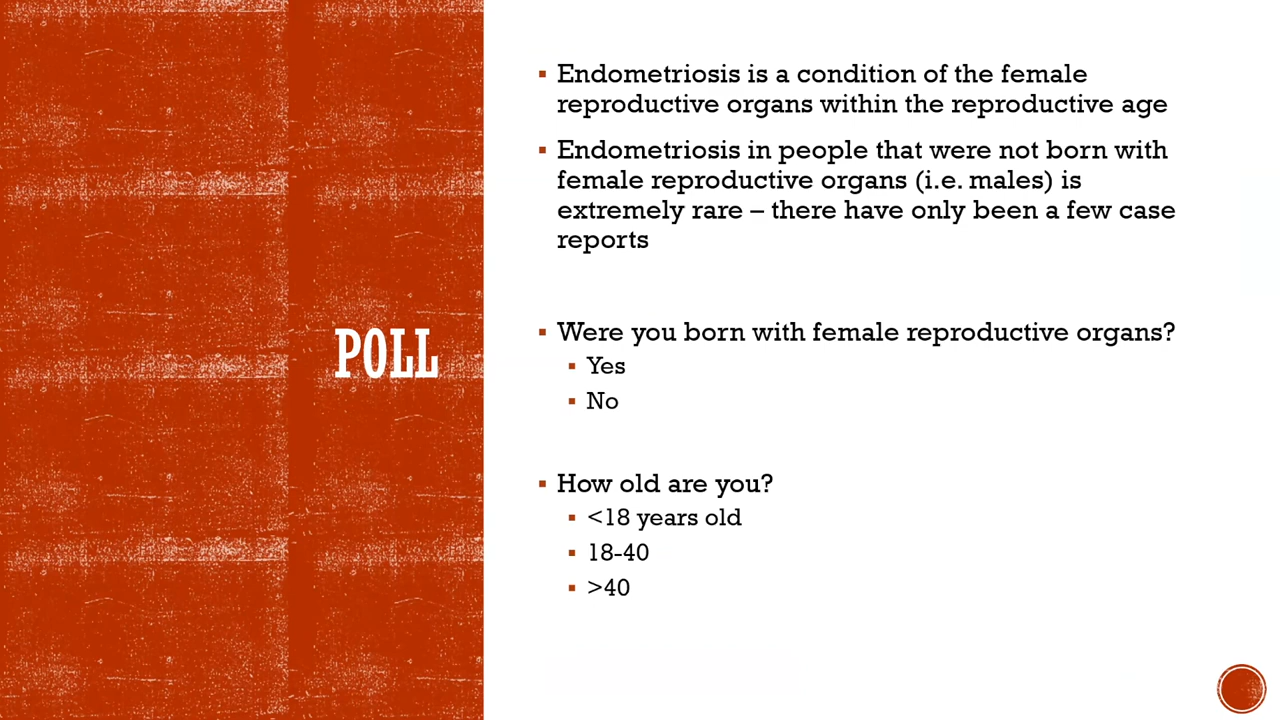 POLL
▪ Endometriosis is a condition of the female
reproductive organs within the reproductive age
▪ Endometriosis in people that were not born with
female reproductive organs (i.e. males) is
extremely rare – there have only been a few case
reports
▪ Were you born with female reproductive organs?
▪ Yes
▪ No
▪ How old are you?
▪ <18 years old
▪ 18-40
▪ >40